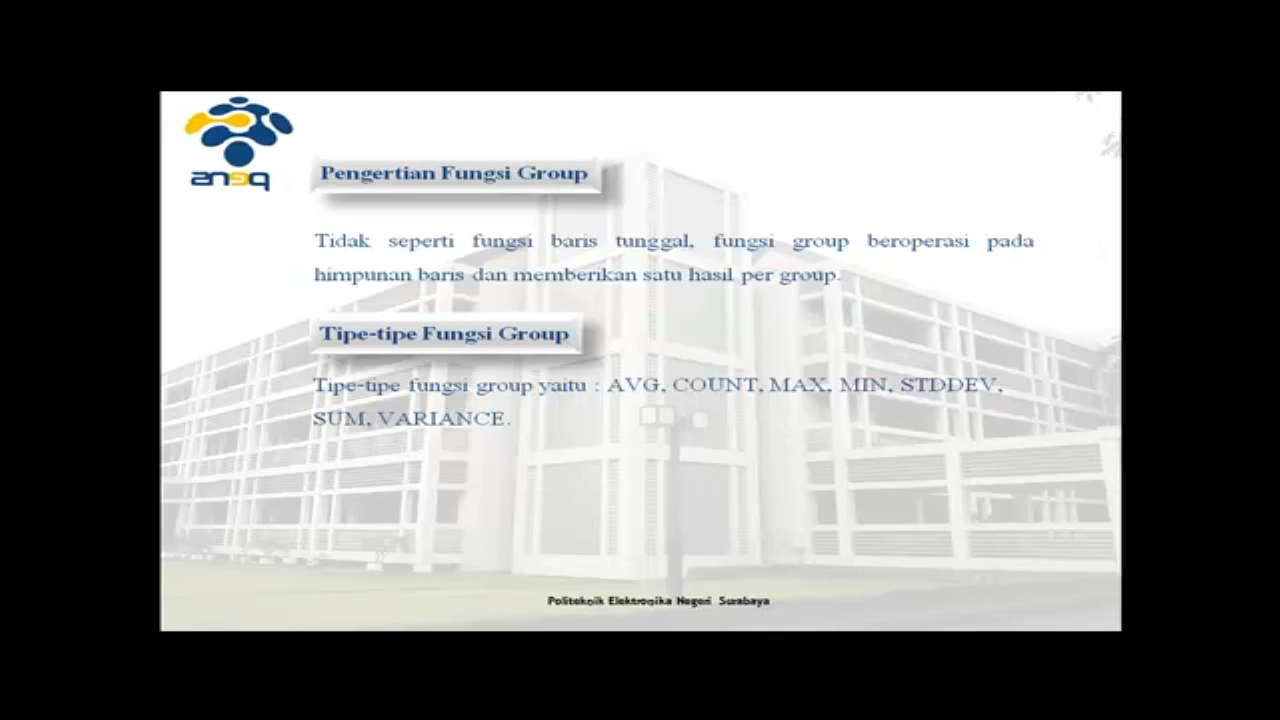 pens
Pengertian Fungsi Group
Tidak seperti fungsi baris tunggal, fungsi group beroperasi pada
himpunan baris dan memberikan satu hasil per group.
Tipe-tipe Fungsi Group
Tipe-tipe fungsi group yaitu : AVG, COUNT, MAX, MIN, STDDEV,
SUM, VARIANCE.
Politeknik Elektronika Negeri Surabaya